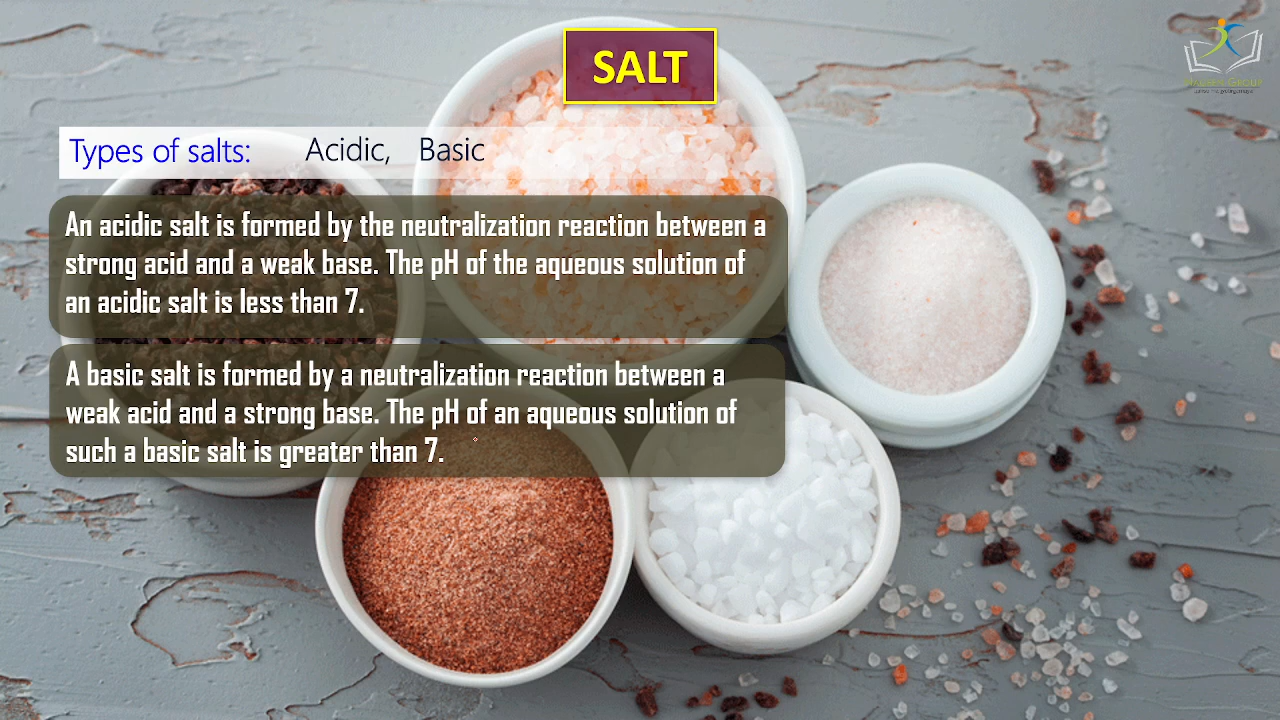 SALT
Types of salts: Acidic, Basic
An acidic salt is formed by the neutralization reaction between a
strong acid and a weak base. The pH of the aqueous solution of
an acidic salt is less than 7.
A basic salt is formed by a neutralization reaction between a
weak acid and a strong base. The pH of an aqueous solution of
such a basic salt is greater than 7.